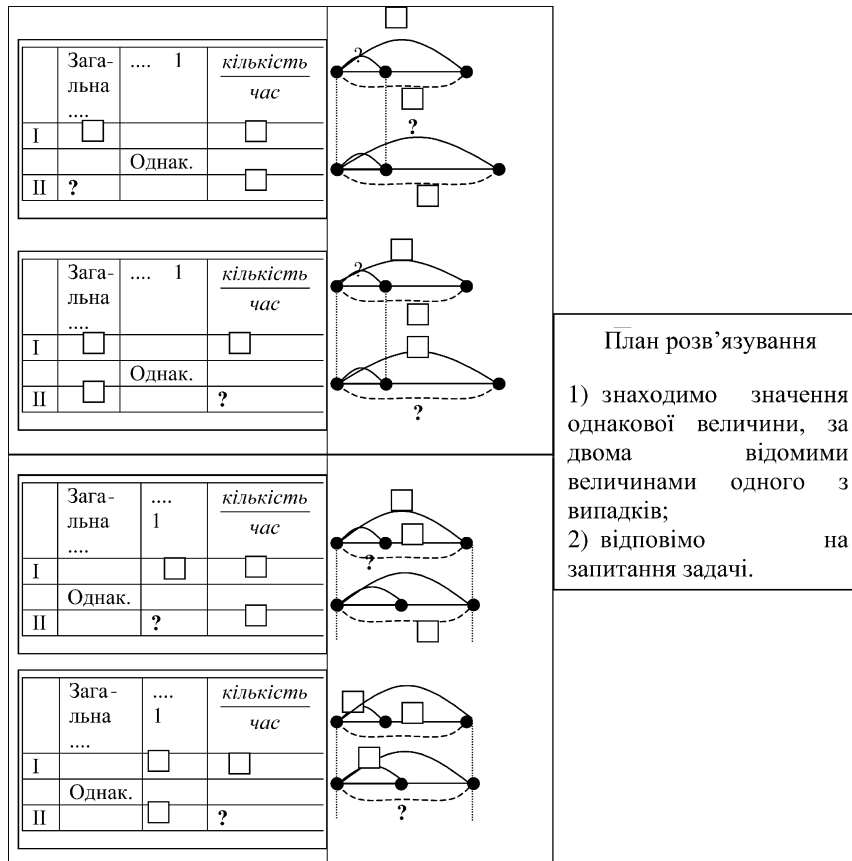 Зага- .... 1 кількість
льна час
....
I
Однак.
II ?
?
?
Зага- .... 1 кількість
льна час
....
I
Однак.
II ?
?
?
План розв’язування
1) знаходимо значення
однакової величини, за
двома відомими
величинами одного з
випадків;
2) відповімо на
запитання задачі.
Зага- .... кількість
льна 1 час
....
I
Однак.
II ?
?
Зага- .... кількість
льна 1 час
....
I
Однак.
II ?
?